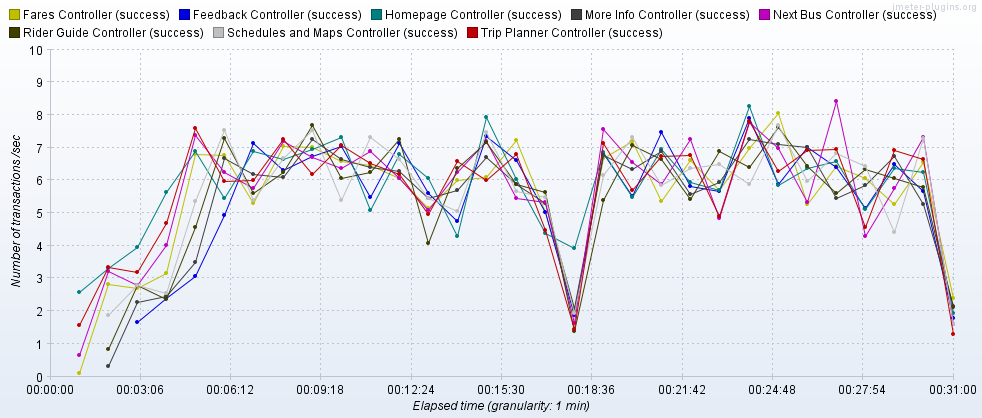 Fares Controller (success) Feedback Controller (success) Homepage Controller (success) More Info Controller (success) Next Bus Controller (success)
jmeter-plugins.org
Rider Guide Controller (success) Schedules and Maps Controller (success) Trip Planner Controller (success)
Number of transactions /sec
10
9
8
7
6
5
4
3
2
1
0
00:00:00 00:03:06 00:06:12 00:09:18 00:12:24 00:15:30 00:18:36 00:21:42 00:24:48 00:27:54 00:31:00
Elapsed time (granularity: 1 min)